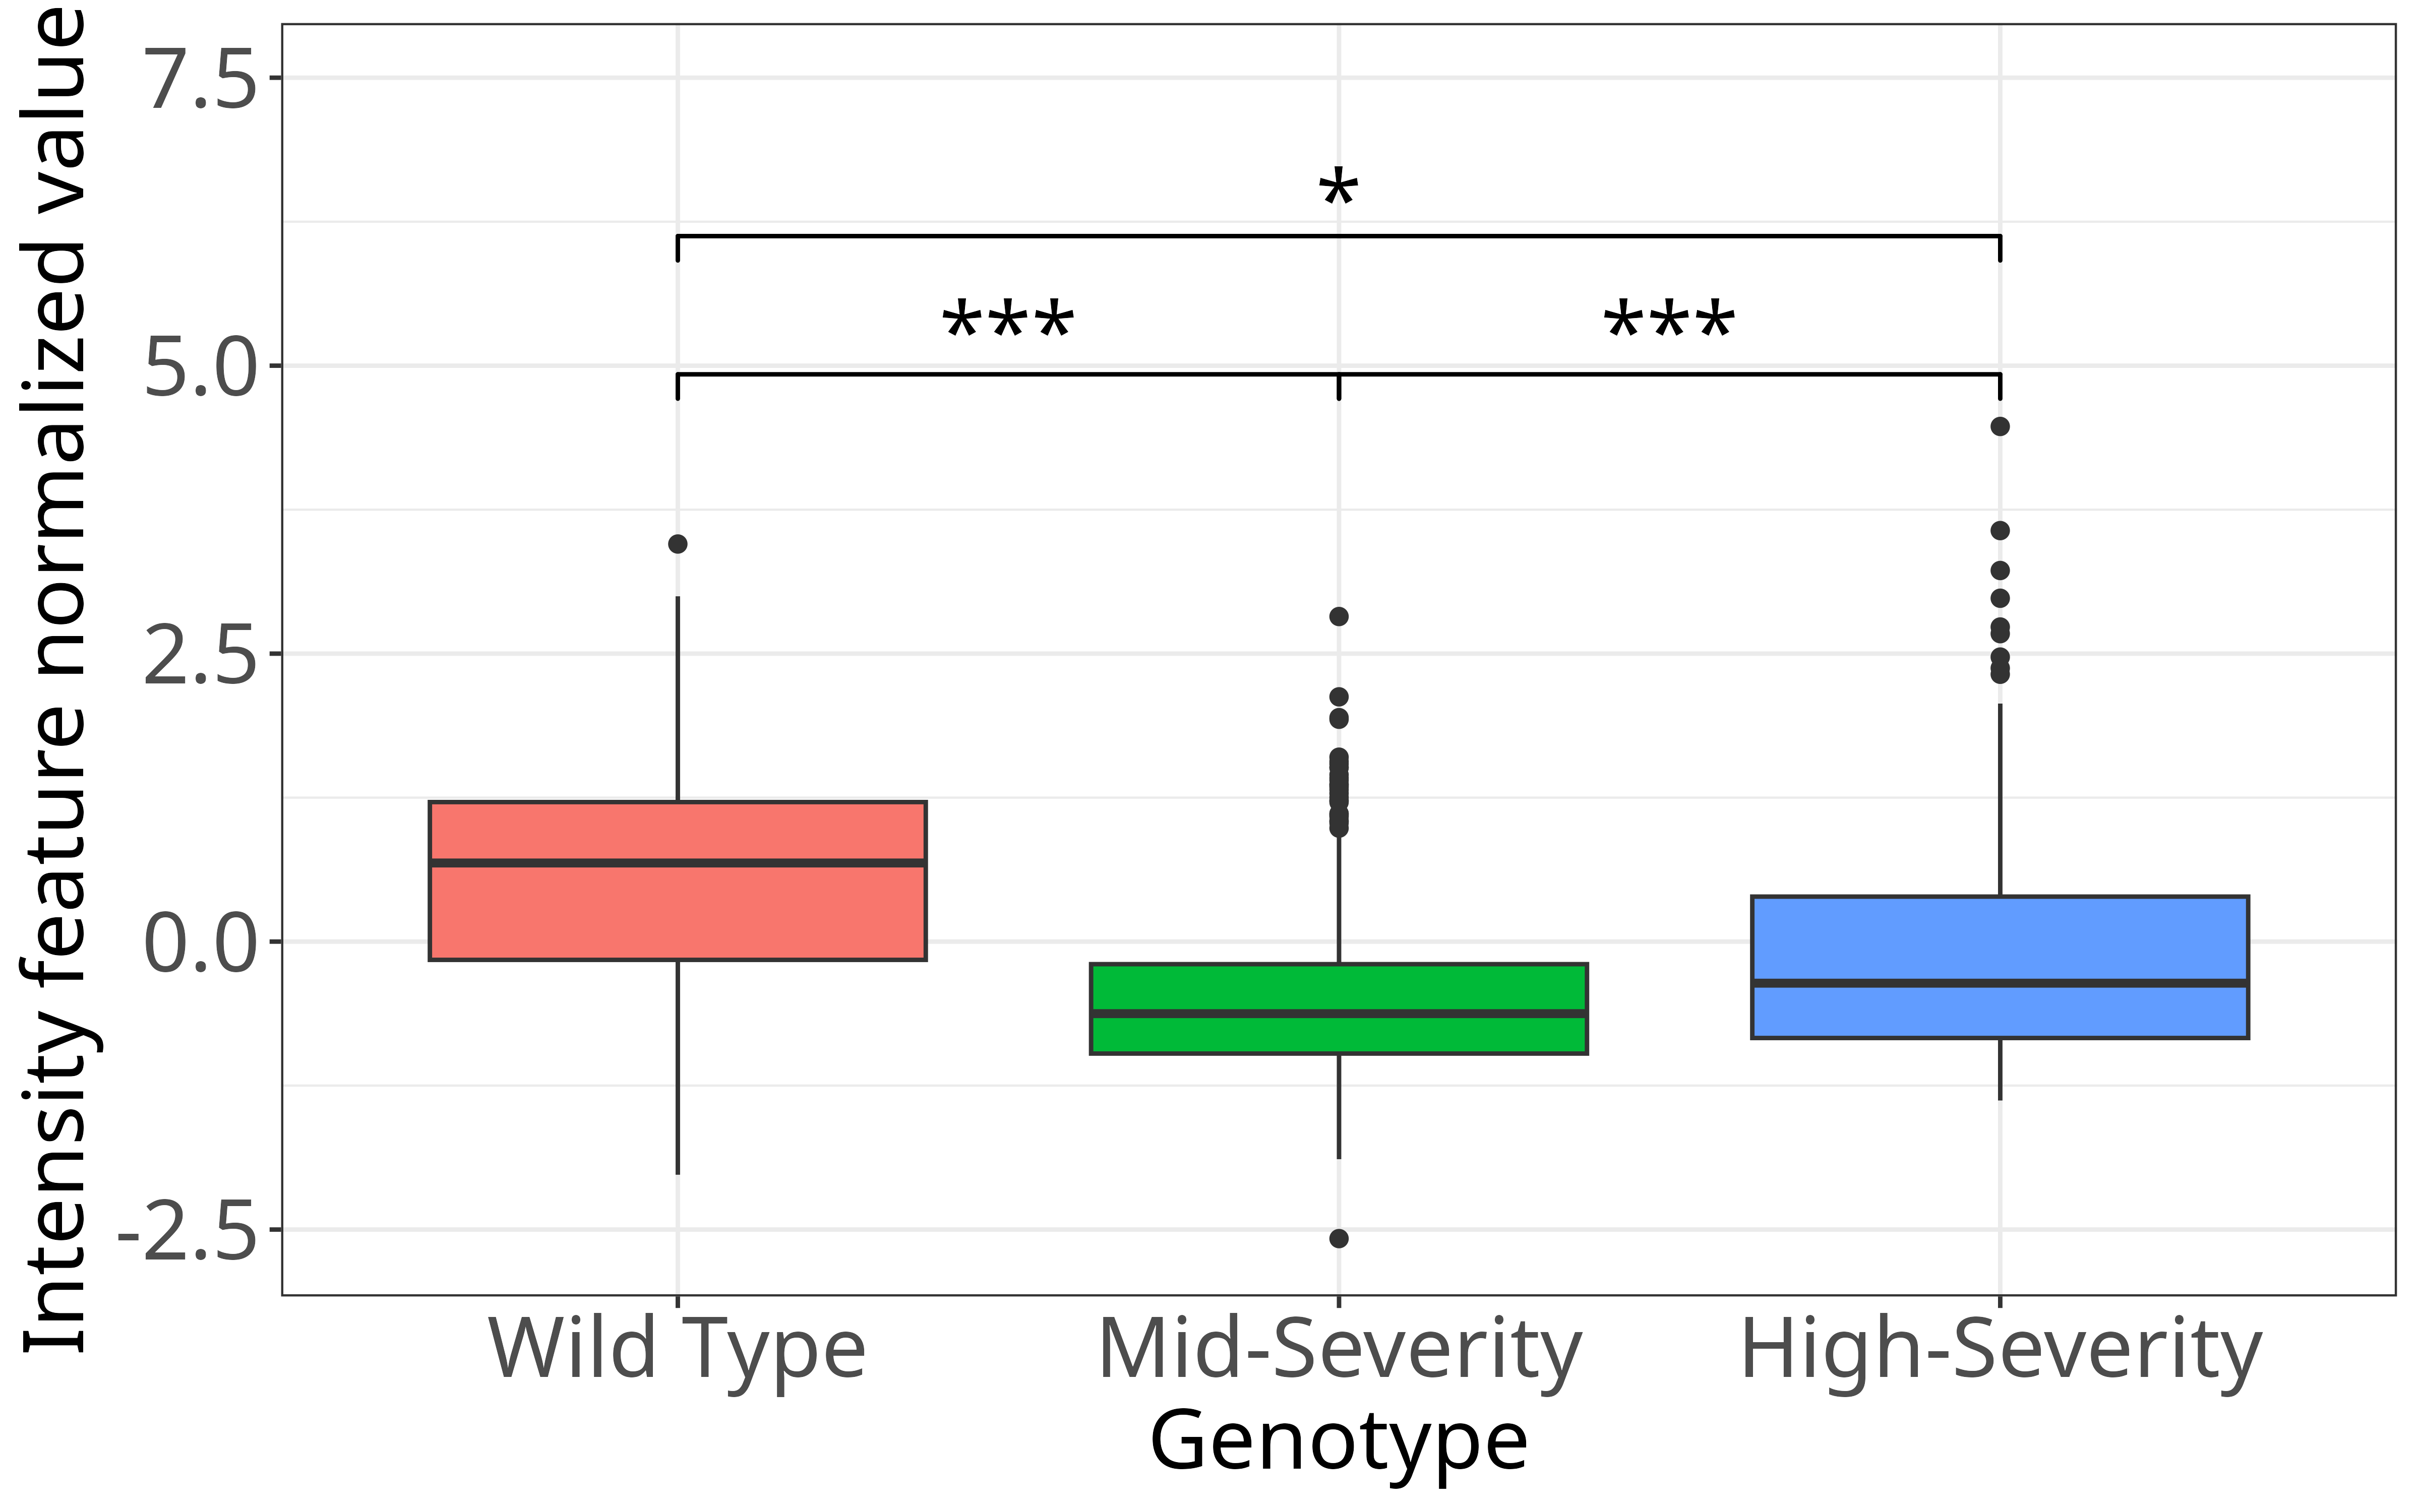 Intensity feature normalized value
7.5
5.0
2.5
0.0
-2.5
*
***
***
Wild Type
Mid-Severity
High-Severity
Genotype